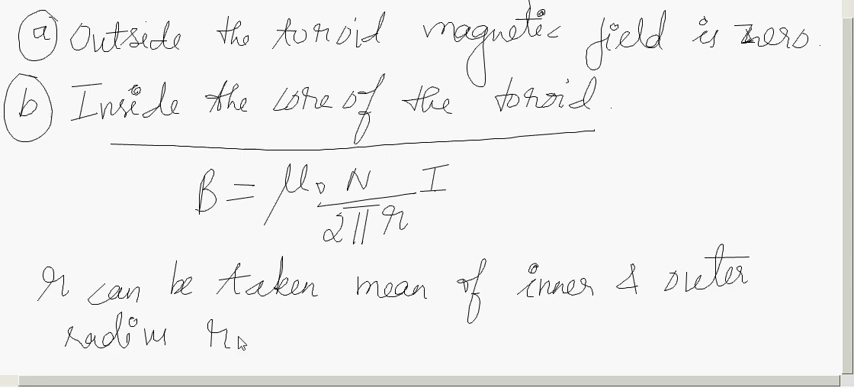 (a) Outside the toroid magnetic field is zero.
(b) Inside the core of the toroid.
B = μ₀ N/2πr I
r can be taken mean of inner & outer
radius r